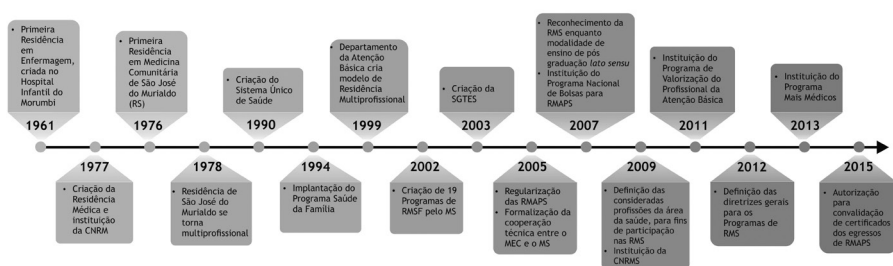 • Primeira
Residência
em
Enfermagem,
criada no
Hospital
Infantil do
Morumbi
1961
• Criação da
Residência
Médica e
instituição
da CNRM
1977
• Primeira
Residência
em Medicina
Comunitária
de São José
do Murialdo
(RS)
1976
• Residência de
São José do
Murialdo se
torna
multiprofissional
1978
• Criação do
Sistema Único
de Saúde
1990
• Implantação do
Programa Saúde
da Família
1994
• Departamento
da Atenção
Básica cria
modelo de
Residência
Multiprofissional
1999
• Criação de 19
Programas de
RMSF pelo MS
2002
• Criação da
SGTES
2003
• Regularização
das RMAPS
• Formalização da
cooperação
técnica entre o
MEC e o MS
2005
• Reconhecimento da
RMS enquanto
modalidade de
ensino de pós
graduação lato sensu
• Instituição do
Programa Nacional
de Bolsas para
RMAPS
2007
• Definição das
consideradas
profissões da área
da saúde, para fins
de participação
nas RMS
• Instituição da
CNRMS
2009
• Instituição do
Programa de
Valorização do
Profissional da
Atenção Básica
2011
• Definição das
diretrizes gerais
para os
Programas de
RMS
2012
• Instituição do
Programa
Mais Médicos
2013
• Autorização
para
convalidação de
certificados
dos egressos
de RMAPS
2015